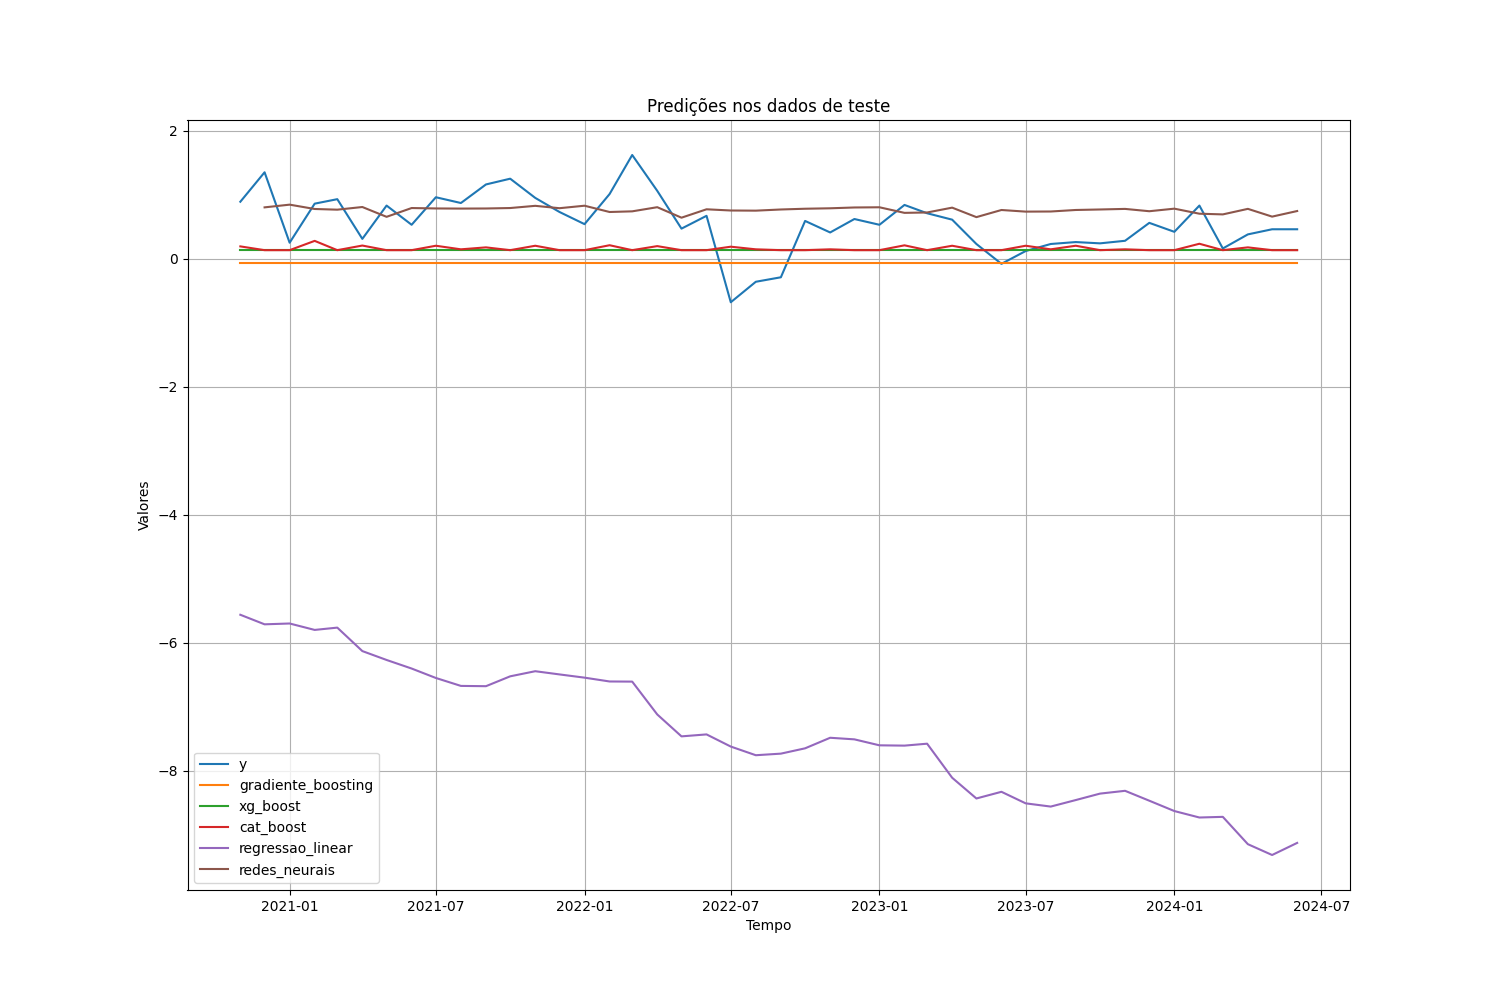 Predições nos dados de teste
Valores
2
0
−2
−4
−6
−8
y
gradiente_boosting
xg_boost
cat_boost
regressao_linear
redes_neurais
2021-01 2021-07 2022-01 2022-07 2023-01 2023-07 2024-01 2024-07
Tempo